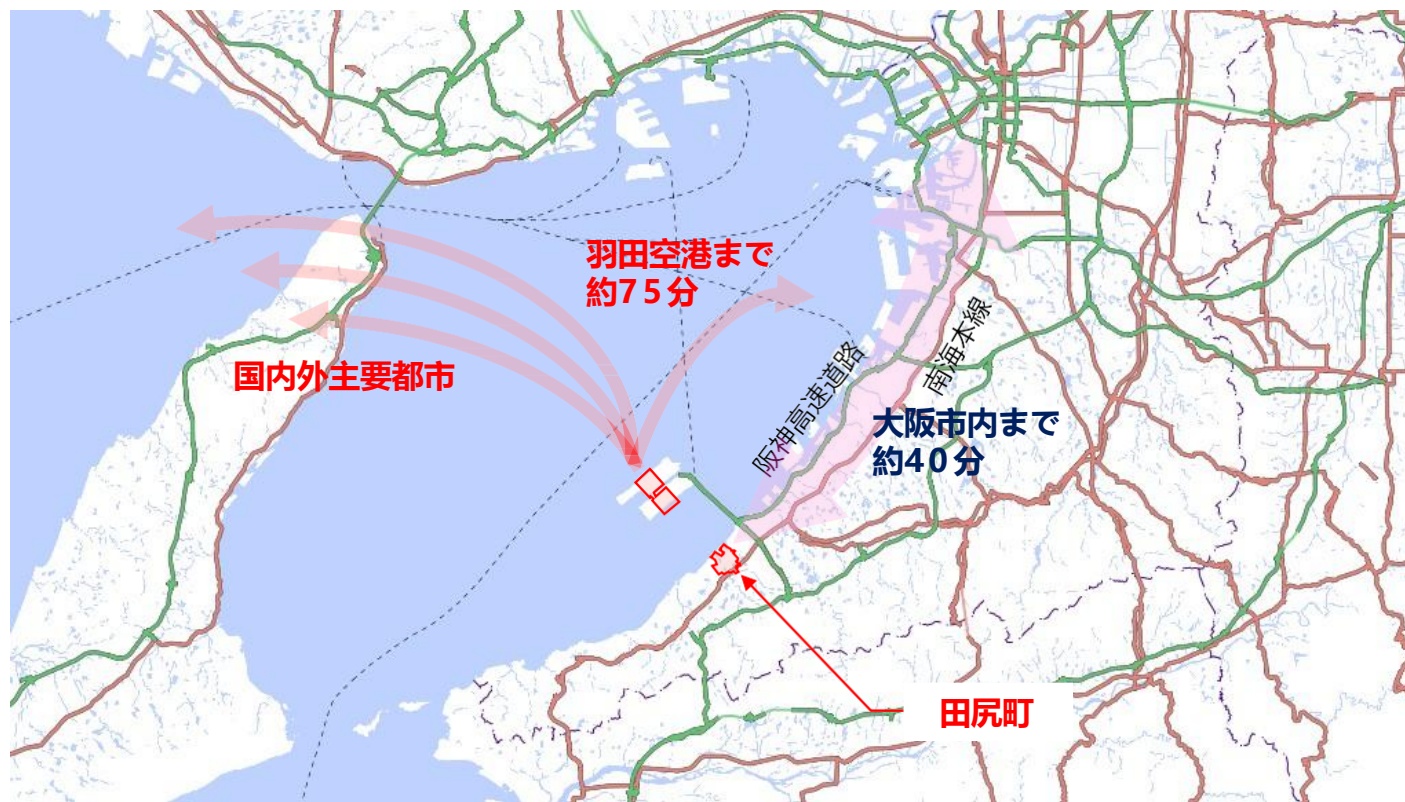 羽田空港まで
約75分
国内外主要都市
阪神高速道路
南海本線
大阪市内まで
約40分
田尻町